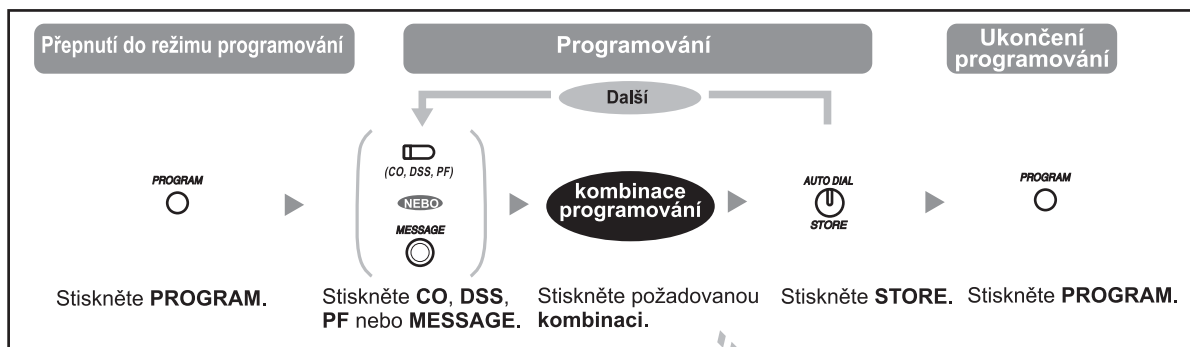 Přepnutí do režimu programování
Programování
Ukončení
programování
Další
PROGRAM
(CO, DSS, PF)
NEBO
MESSAGE
kombinace
programování
AUTO DIAL
STORE
PROGRAM
Stiskněte PROGRAM.
Stiskněte CO, DSS,
PF nebo MESSAGE.
Stiskněte požadovanou
kombinaci.
Stiskněte STORE.
Stiskněte PROGRAM.